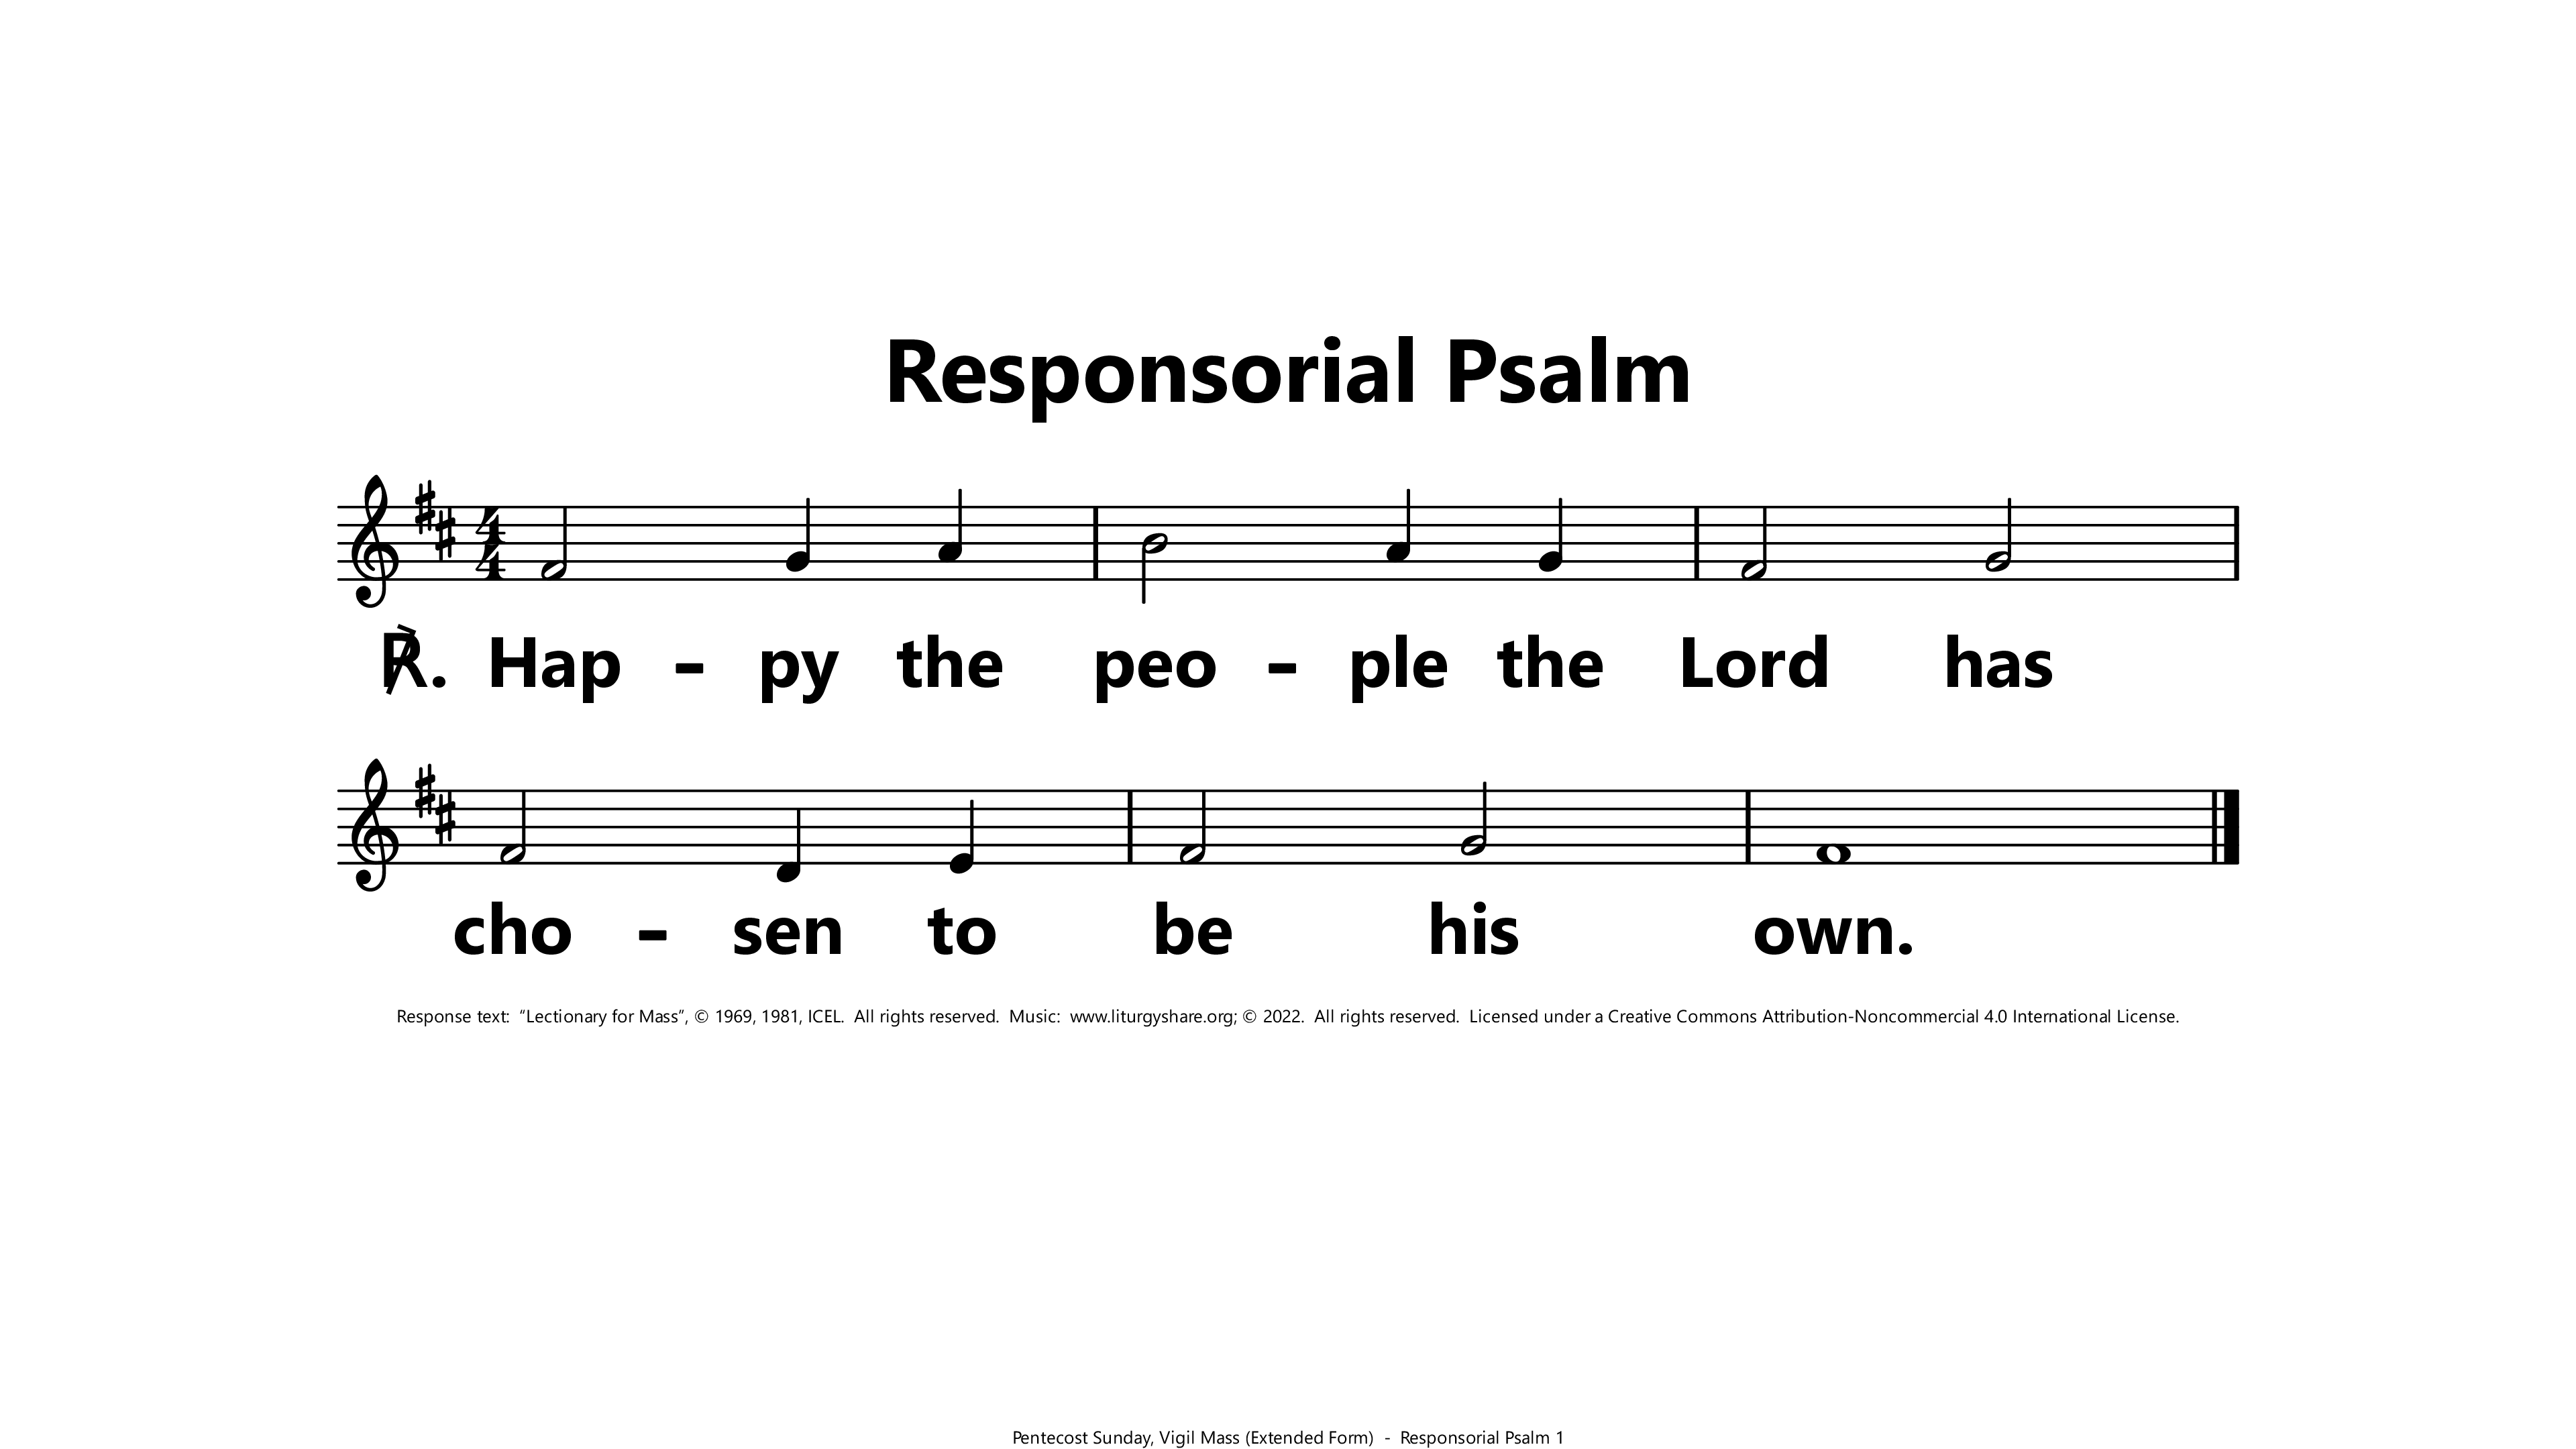 Responsorial Psalm
℟. Hap - py the peo - ple the Lord has
cho - sen to be his own.
Response text: “Lectionary for Mass”, © 1969, 1981, ICEL. All rights reserved. Music: www.liturgyshare.org; © 2022. All rights reserved. Licensed under a Creative Commons Attribution-Noncommercial 4.0 International License.
Pentecost Sunday, Vigil Mass (Extended Form) - Responsorial Psalm 1